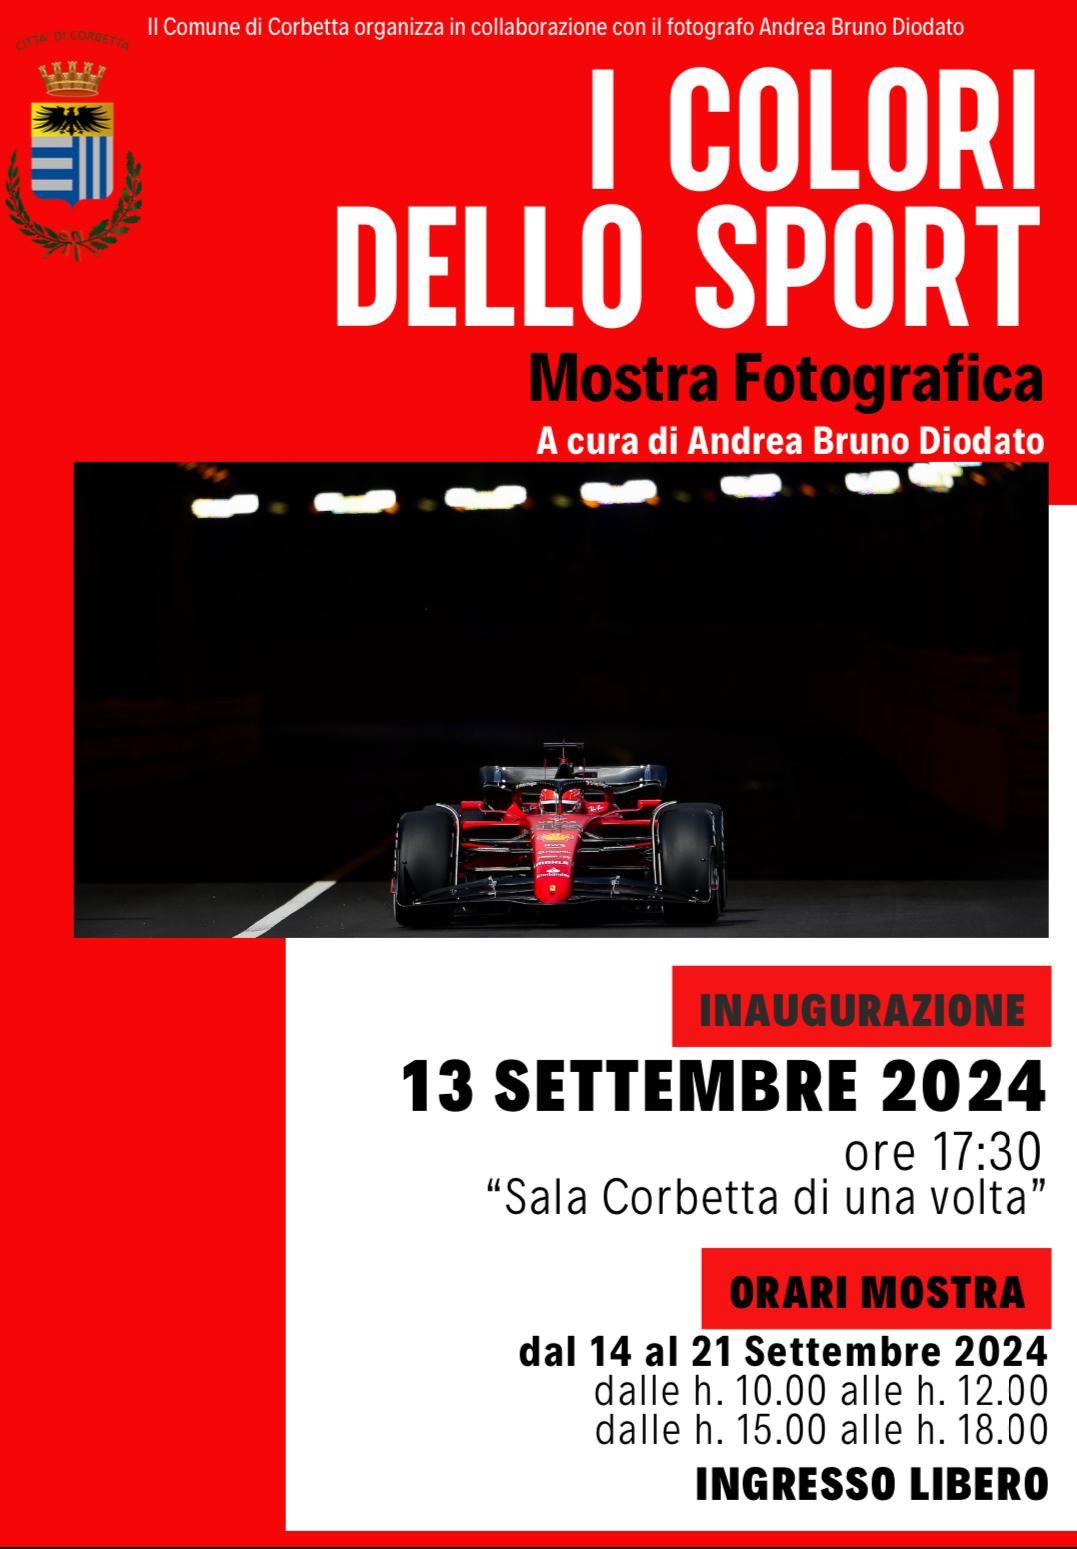 Il Comune di Corbetta organizza in collaborazione con il fotografo Andrea Bruno Diodato
CITTA' DI CORBETTA
I COLORI
DELLO SPORT
Mostra Fotografica
A cura di Andrea Bruno Diodato
INAUGURAZIONE
13 SETTEMBRE 2024
ore 17:30
“Sala Corbetta di una volta”
ORARI MOSTRA
dal 14 al 21 Settembre 2024
dalle h. 10.00 alle h. 12.00
dalle h. 15.00 alle h. 18.00
INGRESSO LIBERO